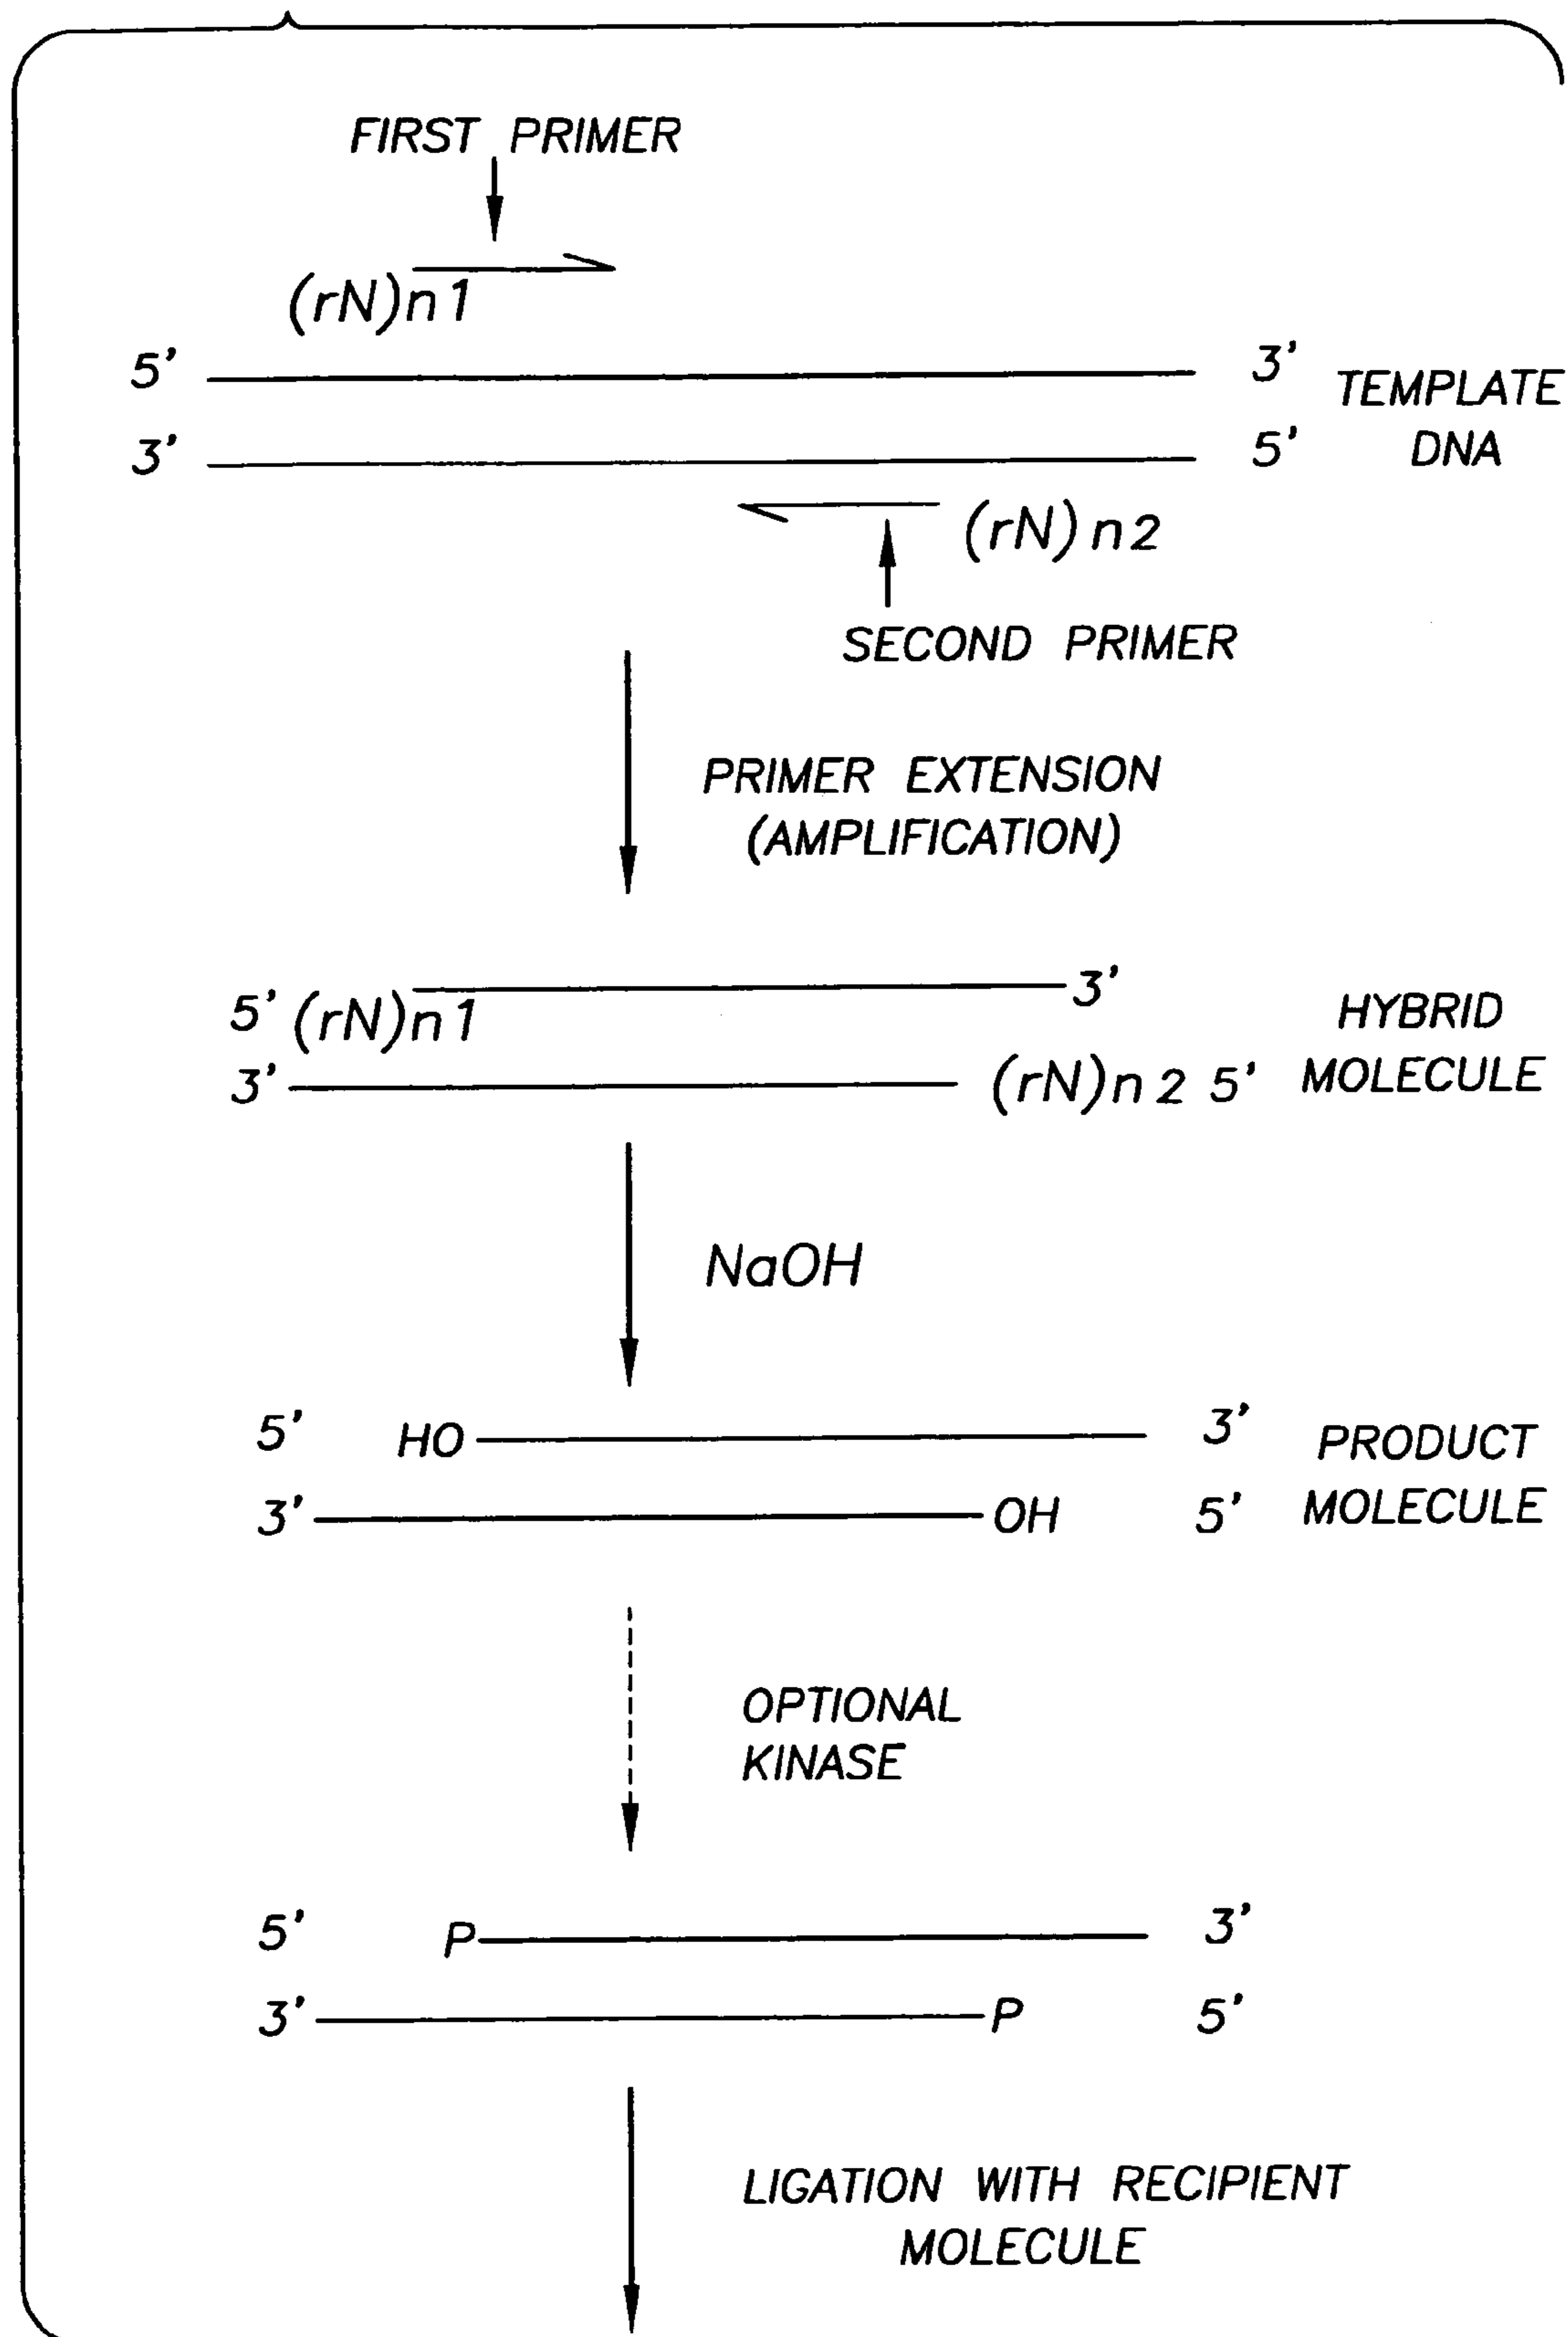 FIRST PRIMER
(rN)n1
5' 3'
TEMPLATE
3' 5' DNA
(rN)n2
SECOND PRIMER
PRIMER EXTENSION
(AMPLIFICATION)
5' (rN)n1 3'
HYBRID
3' (rN)n2 5' MOLECULE
NaOH
5' HO 3' PRODUCT
3' OH 5' MOLECULE
OPTIONAL
KINASE
5' P 3'
3' P 5'
LIGATION WITH RECIPIENT
MOLECULE